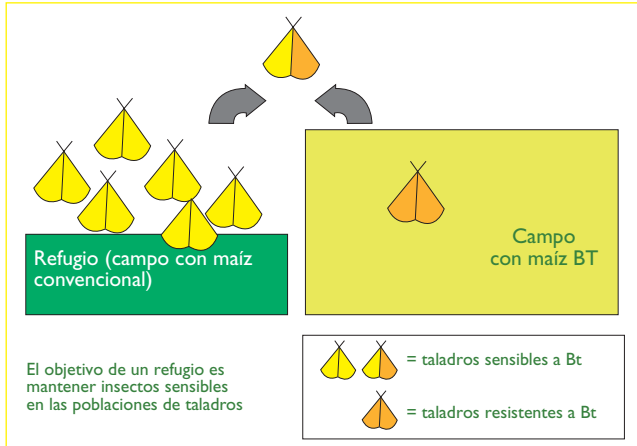 Refugio (campo con maíz
convencional)
Campo
con maíz BT
El objetivo de un refugio es
mantener insectos sensibles
en las poblaciones de taladros
= taladros sensibles a Bt
= taladros resistentes a Bt